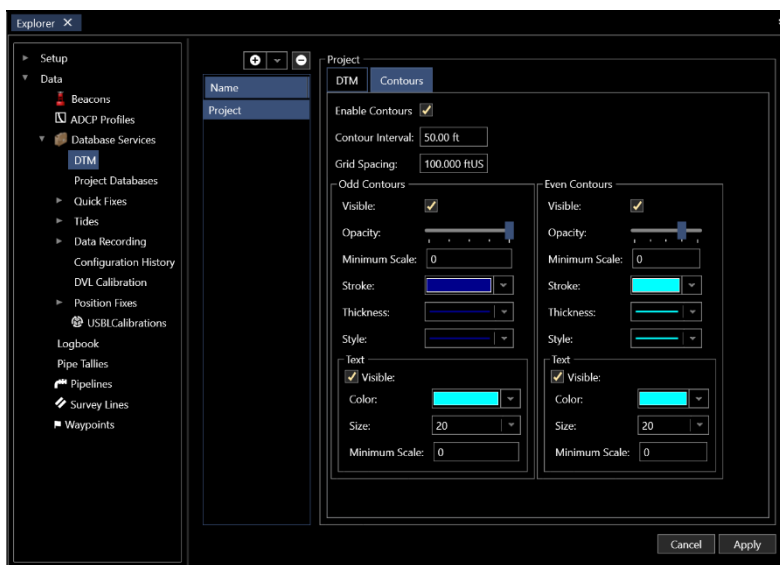 Explorer
Setup
Data
Beacons
ADCP Profiles
Database Services
DTM
Project Databases
Quick Fixes
Tides
Data Recording
Configuration History
DVL Calibration
Position Fixes
USBLCalibrations
Logbook
Pipe Tallies
Pipelines
Survey Lines
Waypoints
Name
Project
Project
DTM Contours
Enable Contours
Contour Interval: 50.00 ft
Grid Spacing: 100.000 ftUS
Odd Contours
Visible:
Opacity:
Minimum Scale: 0
Stroke:
Thickness:
Style:
Text
Visible:
Color:
Size: 20
Minimum Scale: 0
Even Contours
Visible:
Opacity:
Minimum Scale: 0
Stroke:
Thickness:
Style:
Text
Visible:
Color:
Size: 20
Minimum Scale: 0
Cancel Apply